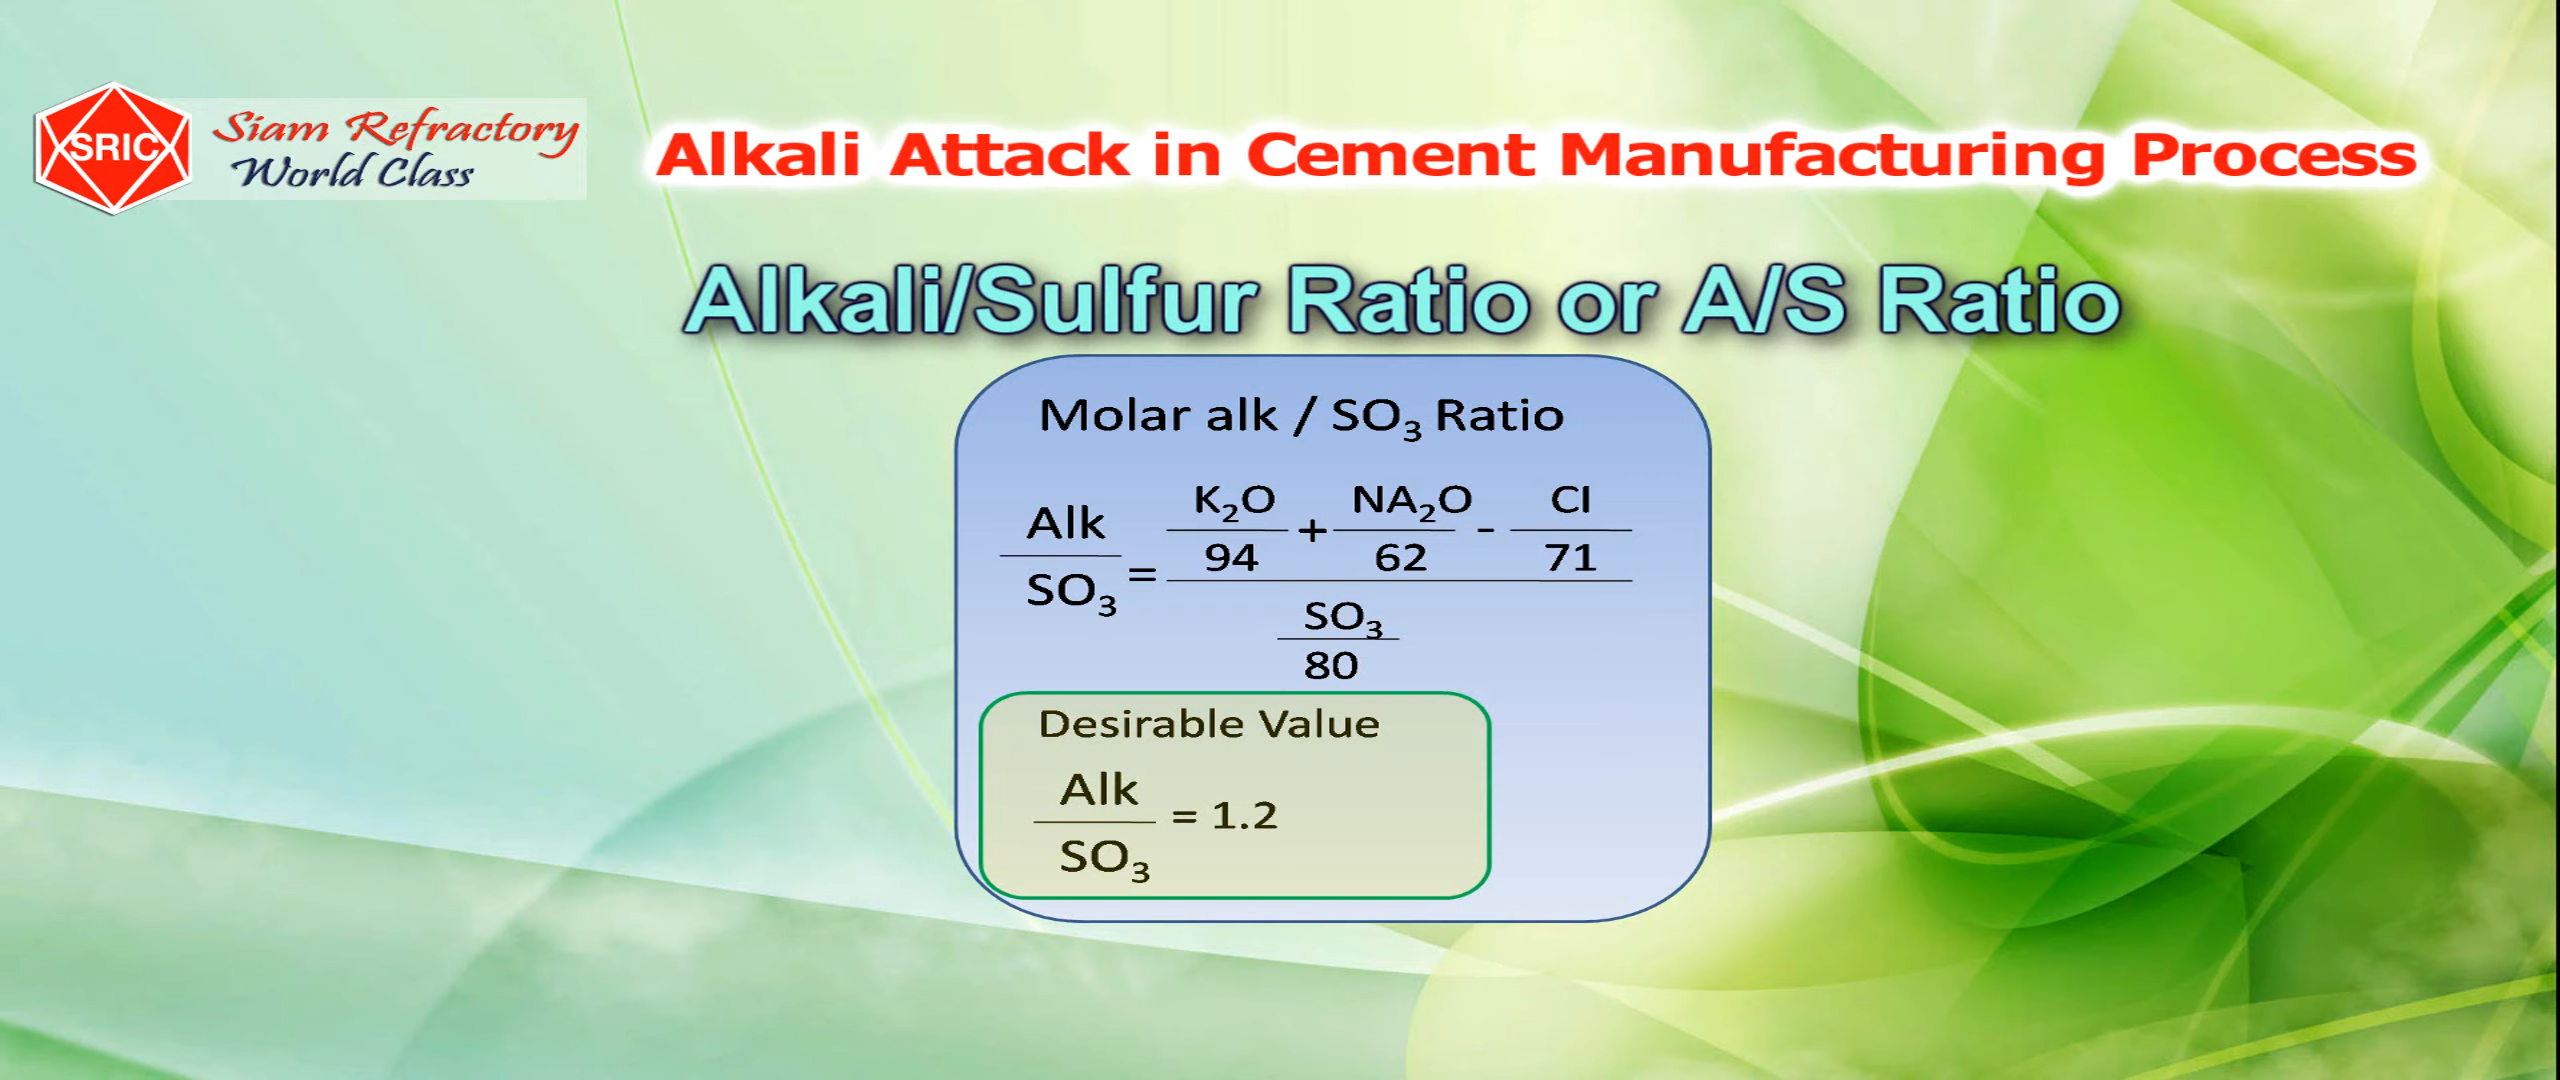 SRIC
Siam Refractory
World Class
Alkali Attack in Cement Manufacturing Process
Alkali/Sulfur Ratio or A/S Ratio
Molar alk / SO₃ Ratio
Alk
SO₃
=
K₂O
94
+
NA₂O
62
-
Cl
71
SO₃
80
Desirable Value
Alk
SO₃
= 1.2